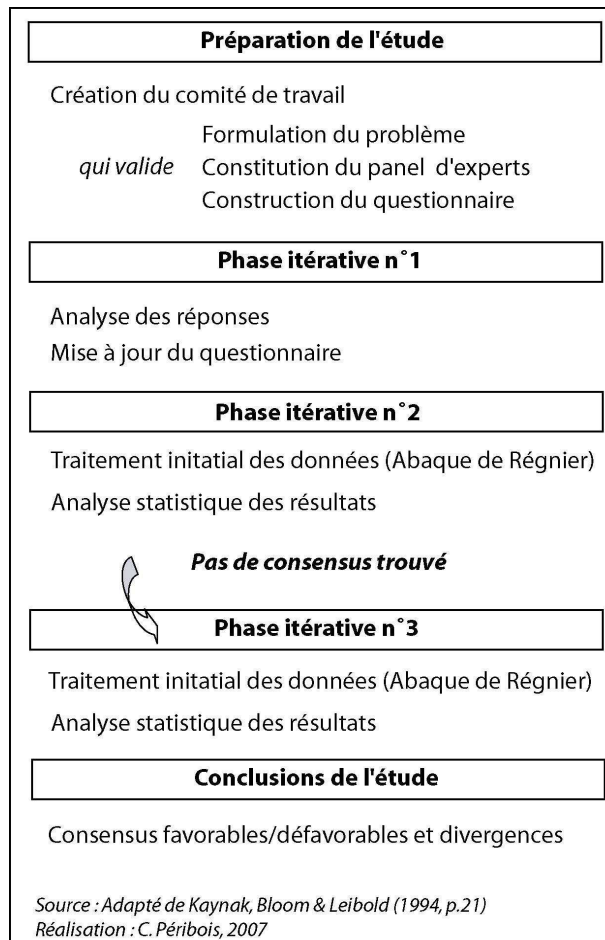 Préparation de l'étude
Création du comité de travail
Formulation du problème
qui valide Constitution du panel d'experts
Construction du questionnaire
Phase itérative n°1
Analyse des réponses
Mise à jour du questionnaire
Phase itérative n°2
Traitement initatial des données (Abaque de Régnier)
Analyse statistique des résultats
Pas de consensus trouvé
Phase itérative n°3
Traitement initatial des données (Abaque de Régnier)
Analyse statistique des résultats
Conclusions de l'étude
Consensus favorables/défavorables et divergences
Source : Adapté de Kaynak, Bloom & Leibold (1994, p.21)
Réalisation : C. Péribois, 2007